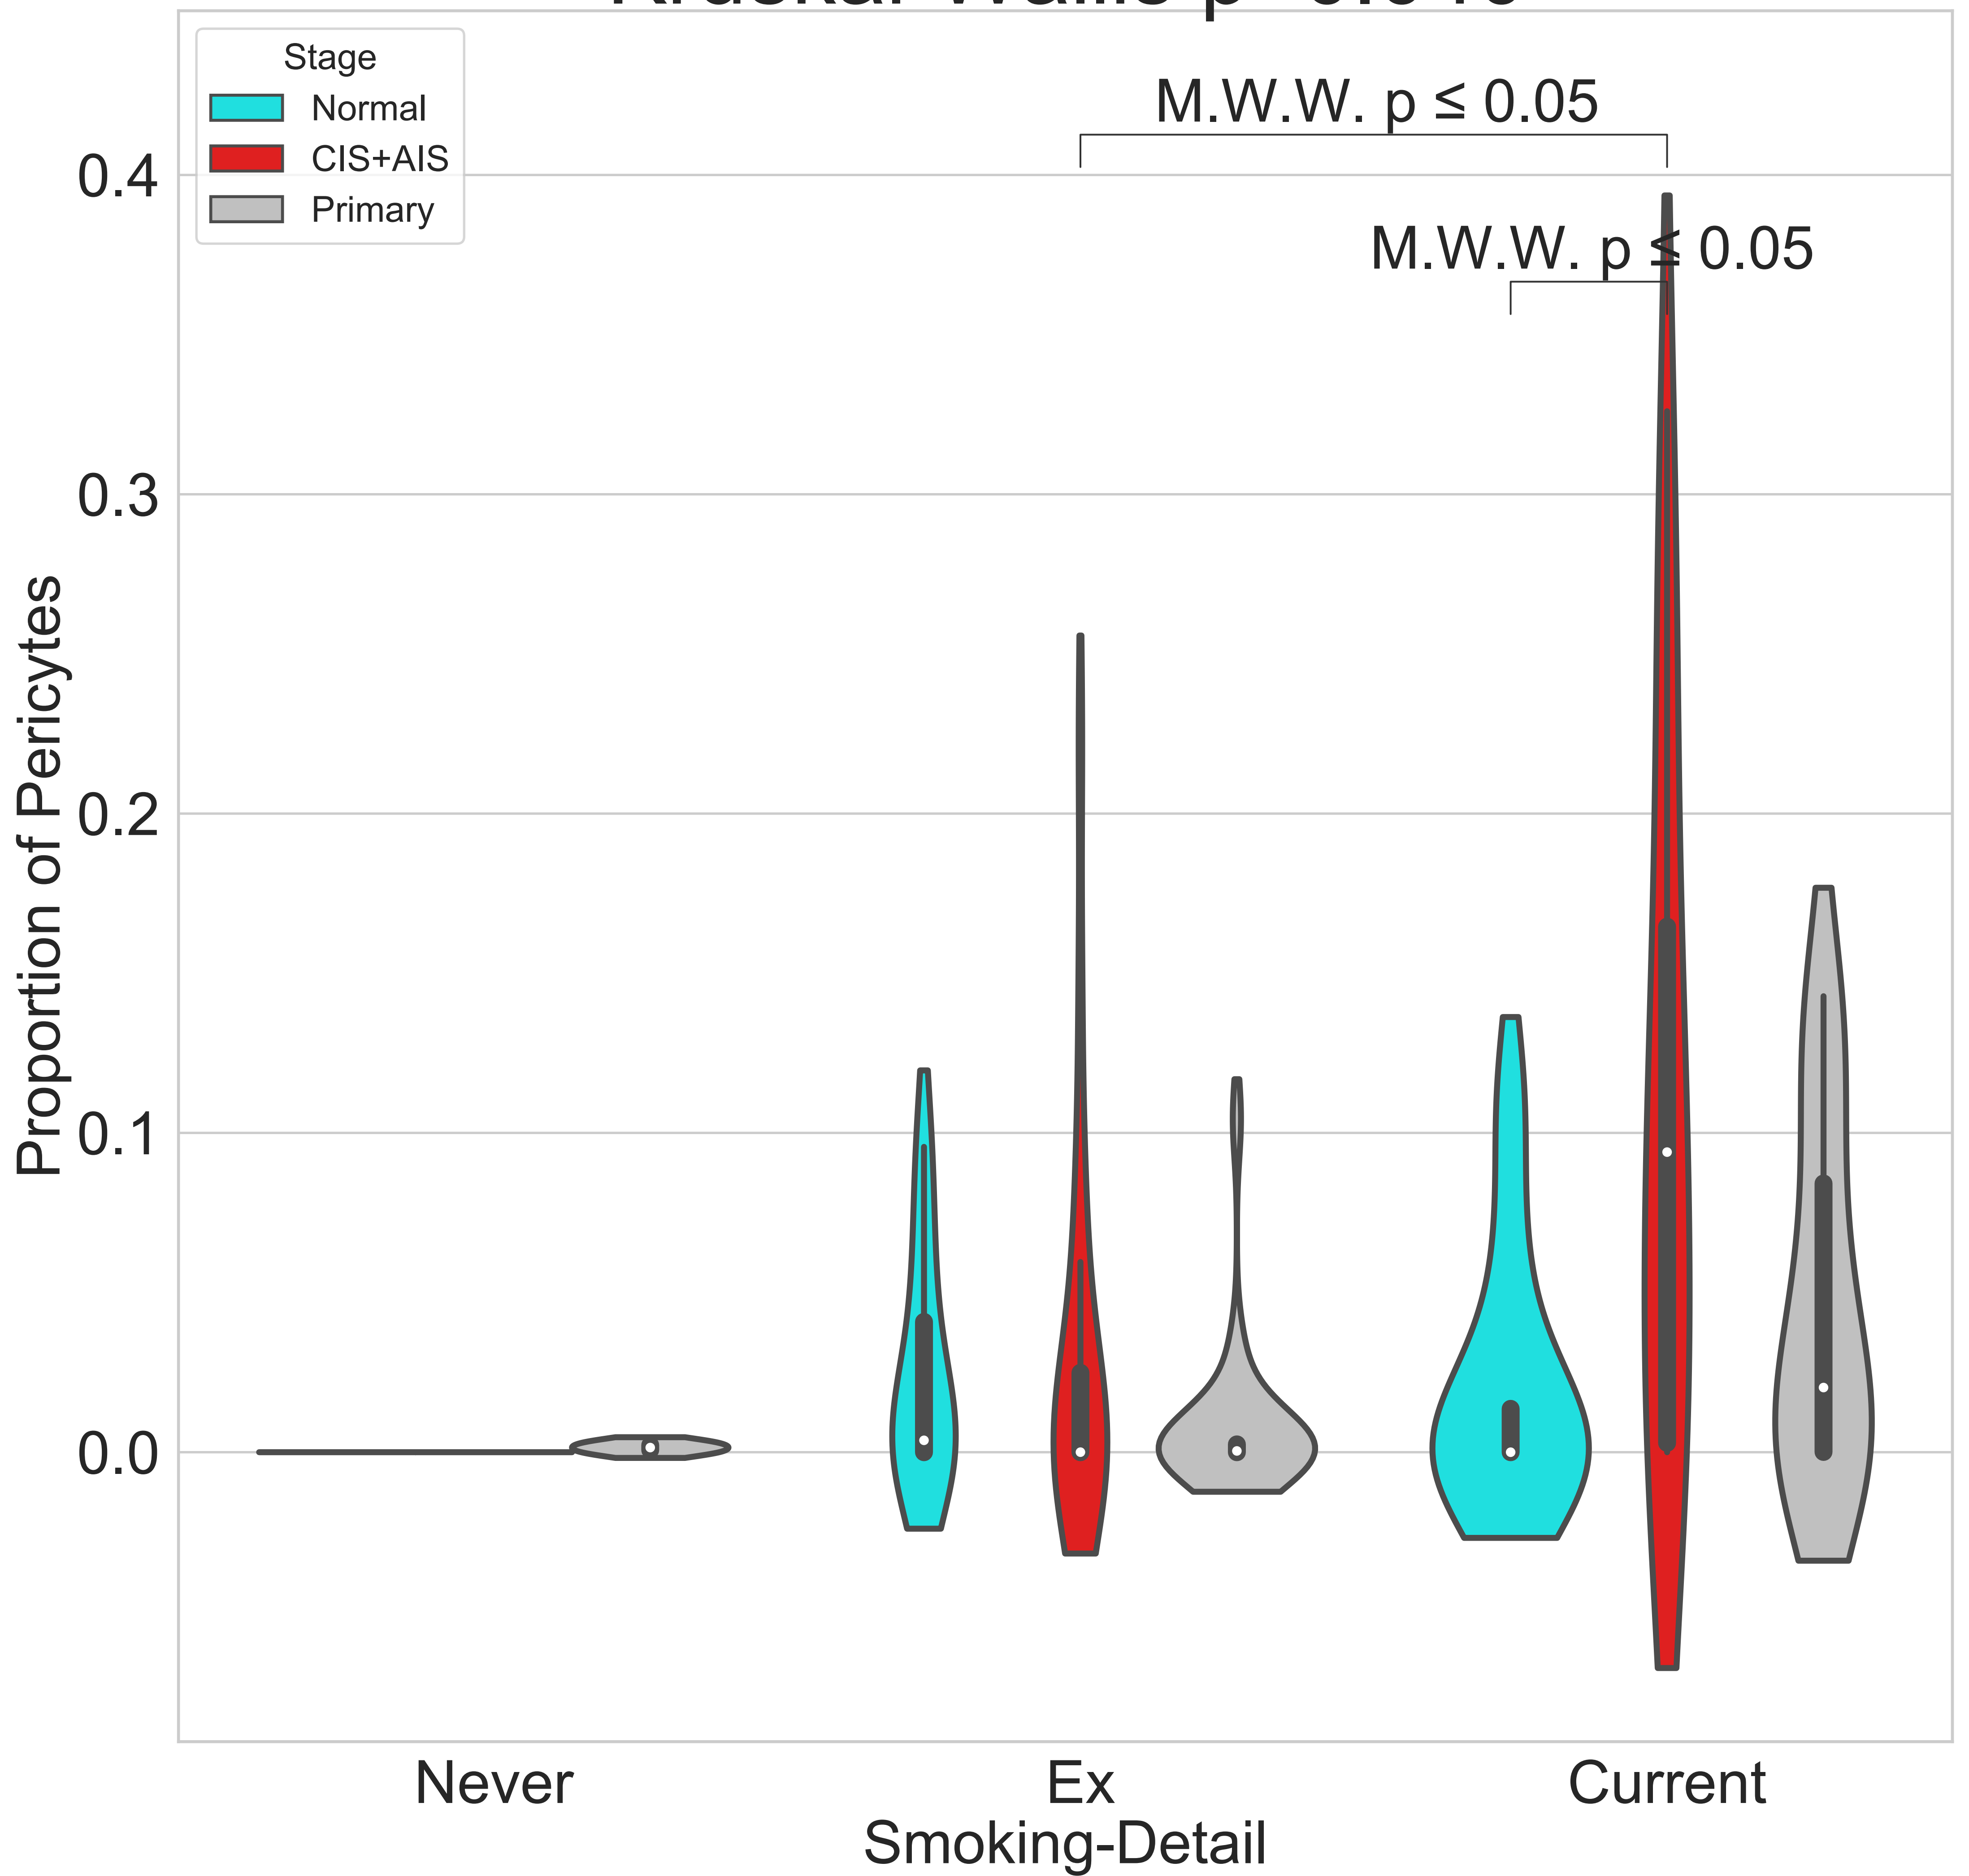 Stage
Normal
CIS+AIS
Primary
M.W.W. p ≤ 0.05
M.W.W. p ≤ 0.05
0.4
0.3
0.2
0.1
0.0
Proportion of Pericytes
Never
Ex
Current
Smoking-Detail